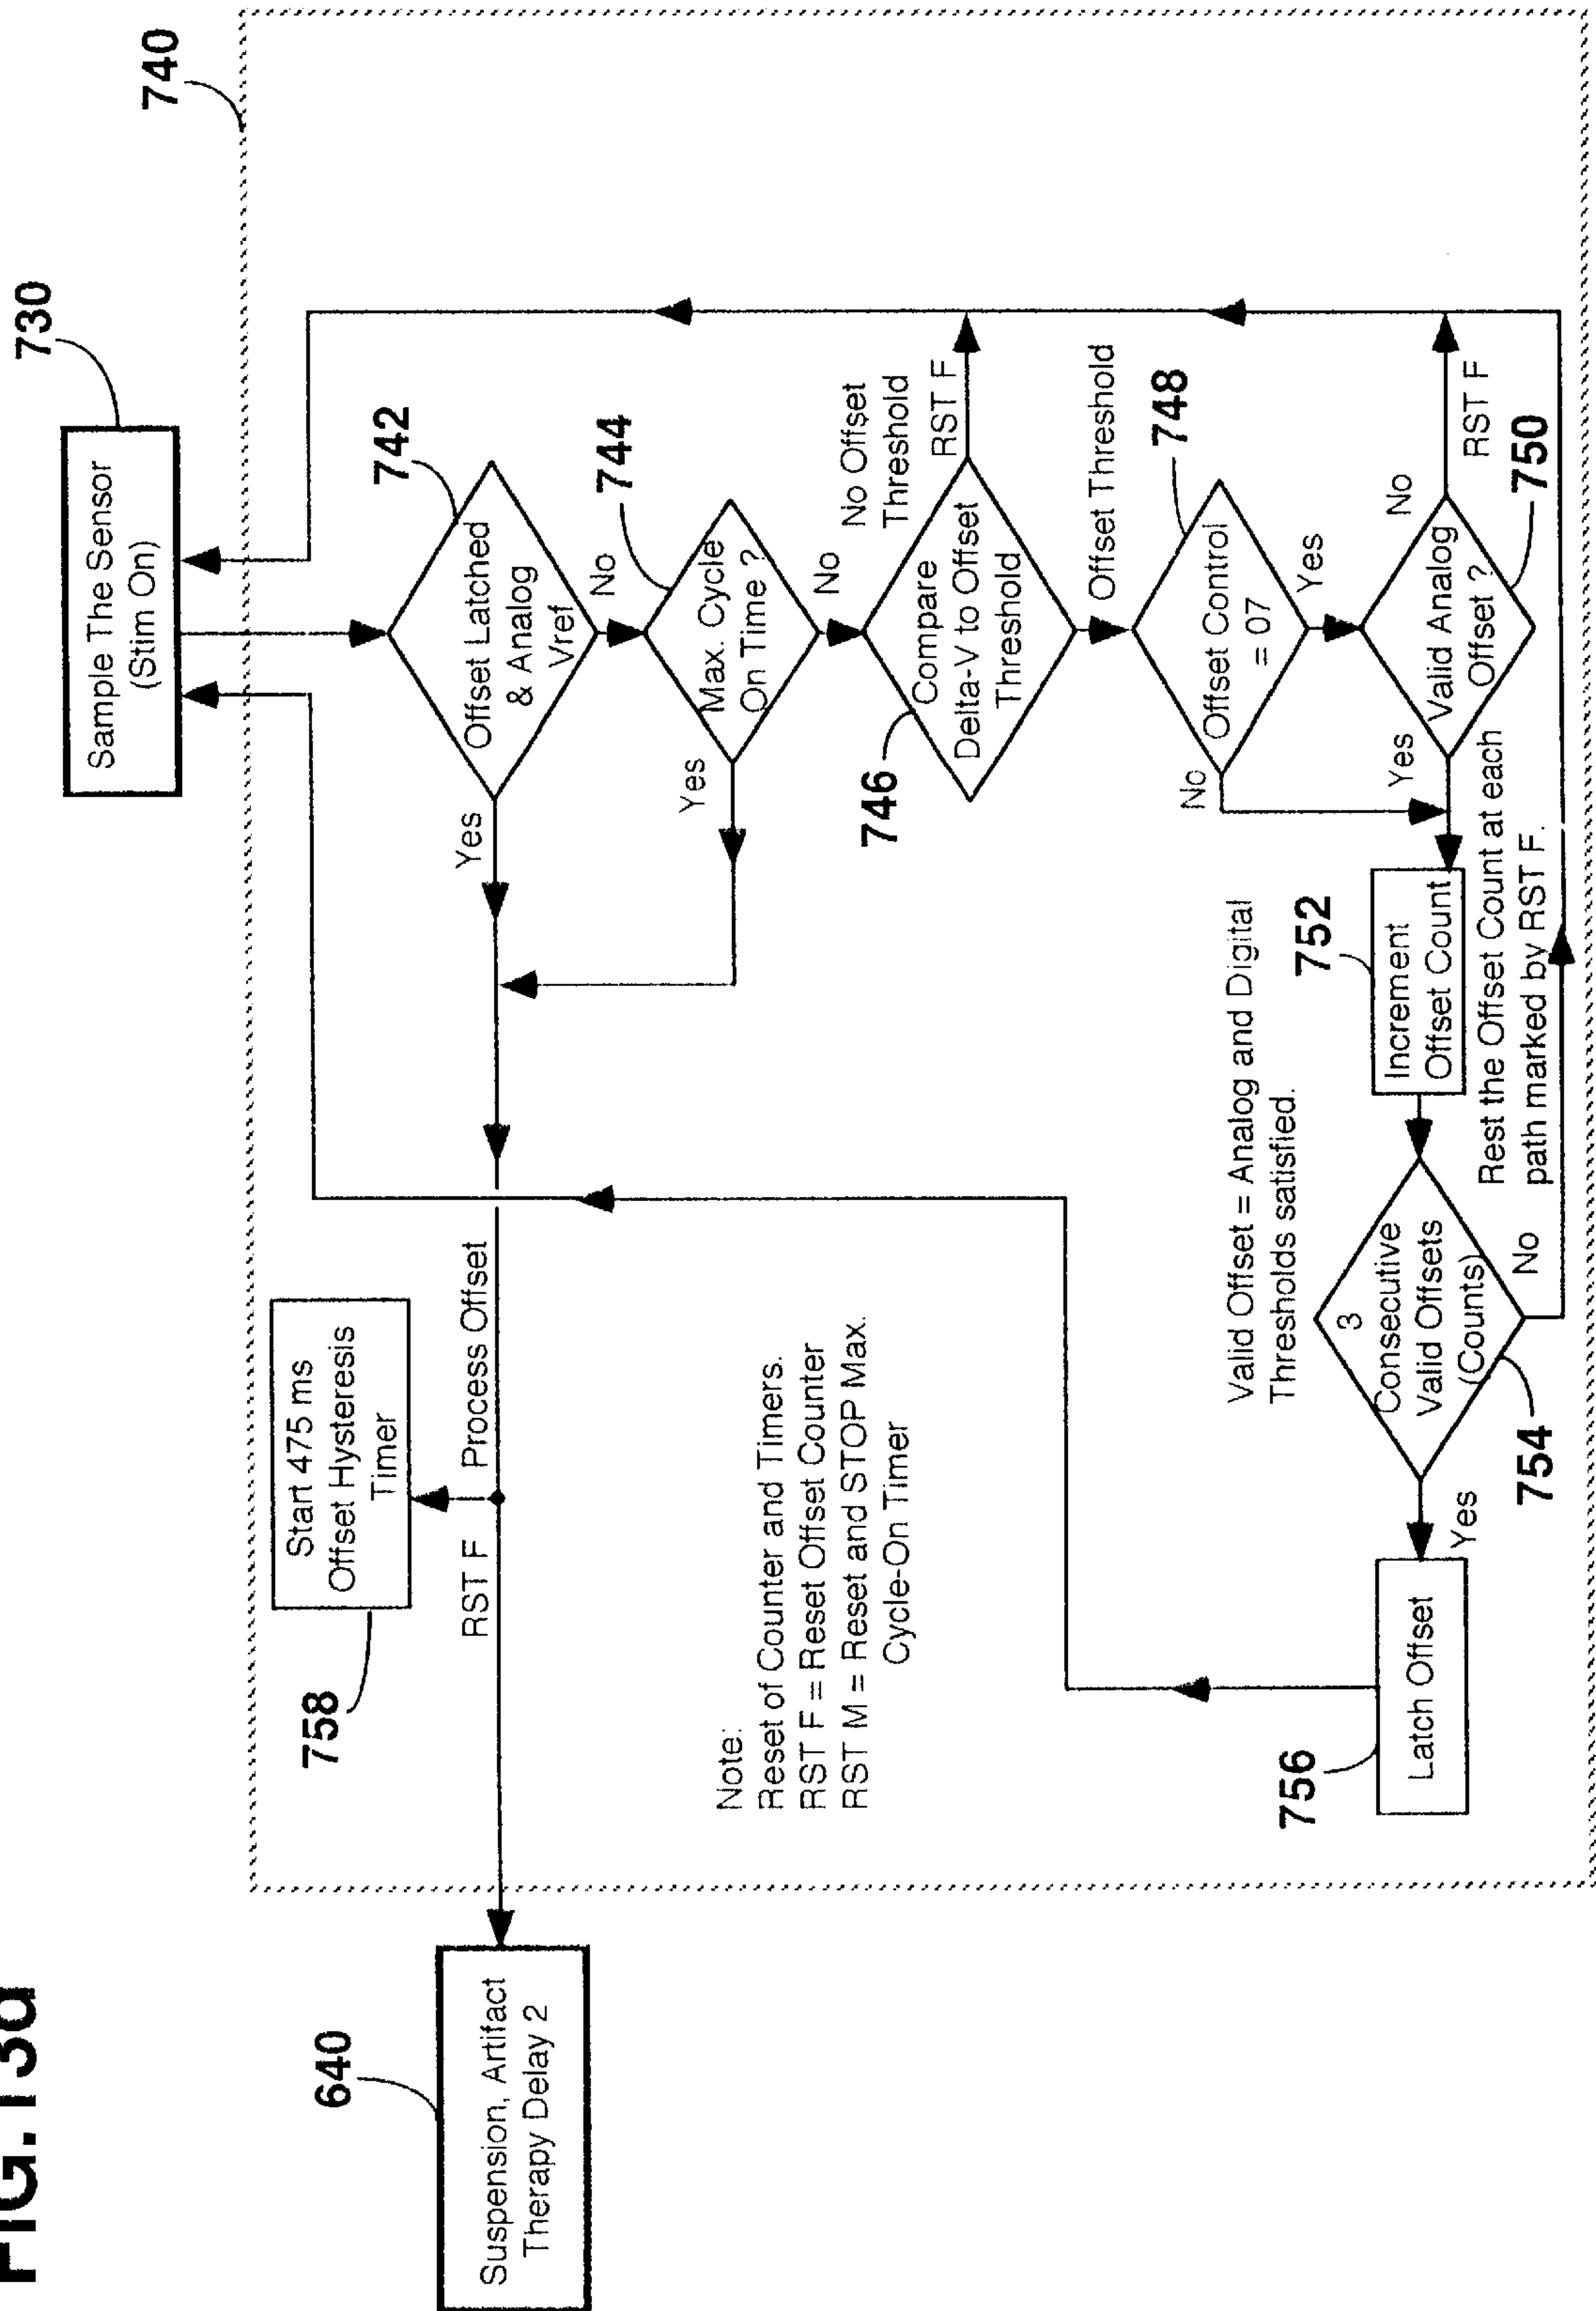 FIG.13d
730
Sample The Sensor
(Stim On)
740
742
Offset Latched
& Analog
Vref
Yes
No
744
Max. Cycle
On Time ?
Yes
No
746
Compare
Delta-V to Offset
Threshold
No Offset
Threshold
RST F
Offset Threshold
748
Offset Control
= 07
No
Yes
Valid Analog
Offset ?
750
No
RST F
Yes
752
Increment
Offset Count
Rest the Offset Count at each
path marked by RST F.
Valid Offset = Analog and Digital
Thresholds satisfied.
3
Consecutive
Valid Offsets
(Counts)
754
No
Yes
756
Latch Offset
758
Start 475 ms
Offset Hysteresis
Timer
RST F
Process Offset
Note:
Reset of Counter and Timers.
RST F = Reset Offset Counter
RST M = Reset and STOP Max.
Cycle-On Timer
640
Suspension, Artifact
Therapy Delay 2